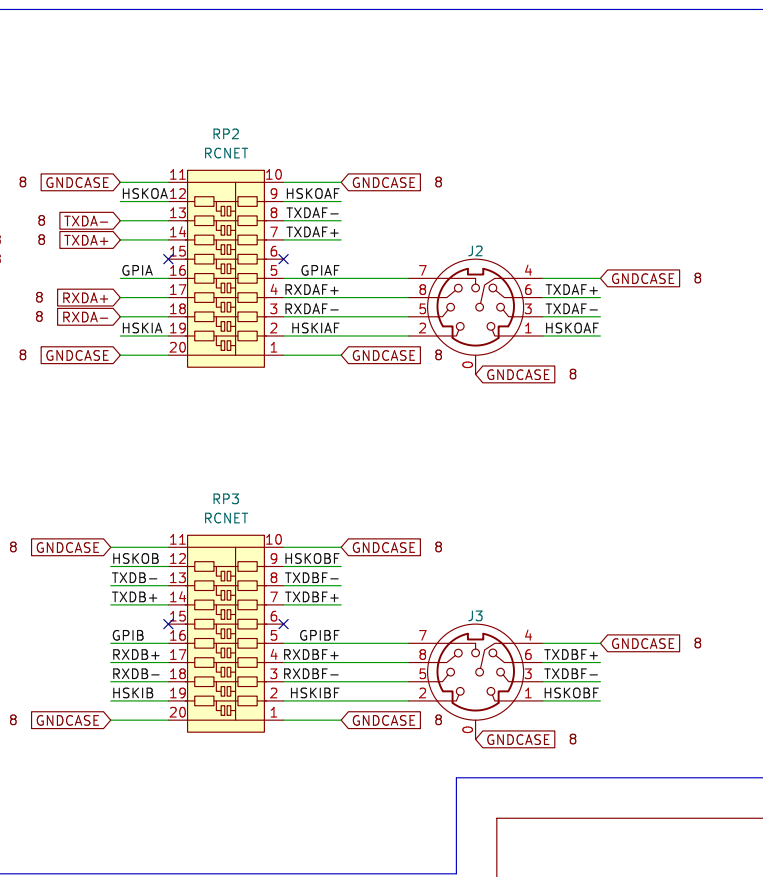 RP2
RCNET
11 10
8 GNDCASE GNDCASE 8
HSKOA 12 9 HSKOAF
8 TXDA- 13 8 TXDAF-
8 TXDA+ 14 7 TXDAF+
15 6
J2
GPIA 16 5 GPIAF 7 4 GNDCASE 8
8 RXDA+ 17 4 RXDAF+ 8 6 TXDAF+
8 RXDA- 18 3 RXDAF- 5 3 TXDAF-
HSKIA 19 2 HSKIAF 2 1 HSKOAF
20 1
8 GNDCASE GNDCASE 8
0 GNDCASE 8
RP3
RCNET
11 10
8 GNDCASE GNDCASE 8
HSKOB 12 9 HSKOBF
TXDB- 13 8 TXDBF-
TXDB+ 14 7 TXDBF+
15 6
J3
GPIB 16 5 GPIBF 7 4 GNDCASE 8
RXDB+ 17 4 RXDBF+ 8 6 TXDBF+
RXDB- 18 3 RXDBF- 5 3 TXDBF-
HSKIB 19 2 HSKIBF 2 1 HSKOBF
20 1
8 GNDCASE GNDCASE 8
0 GNDCASE 8